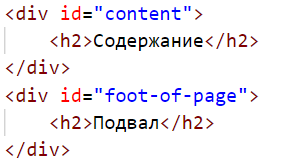 <div id="content">
    <h2>Содержание</h2>
</div>
<div id="foot-of-page">
    <h2>Подвал</h2>
</div>